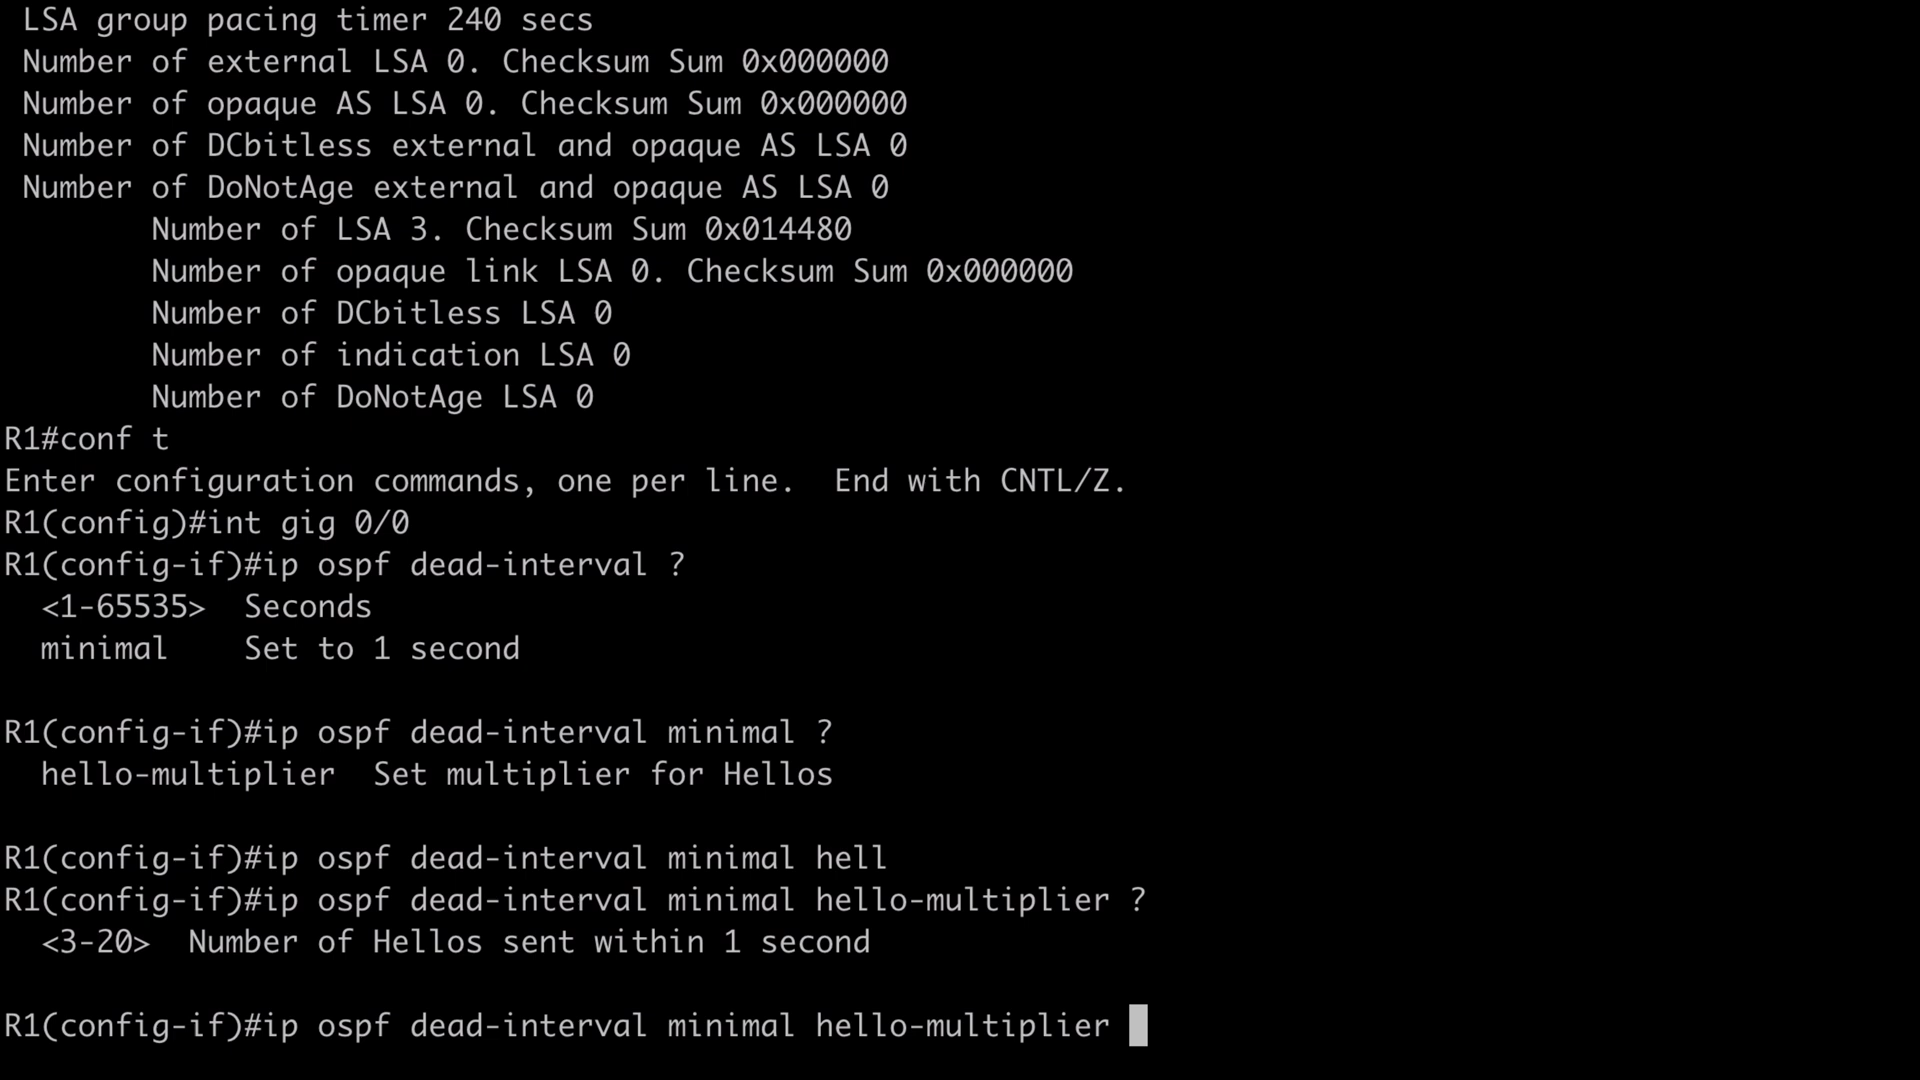 LSA group pacing timer 240 secs
Number of external LSA 0. Checksum Sum 0x000000
Number of opaque AS LSA 0. Checksum Sum 0x000000
Number of DCbitless external and opaque AS LSA 0
Number of DoNotAge external and opaque AS LSA 0
Number of LSA 3. Checksum Sum 0x014480
Number of opaque link LSA 0. Checksum Sum 0x000000
Number of DCbitless LSA 0
Number of indication LSA 0
Number of DoNotAge LSA 0
R1#conf t
Enter configuration commands, one per line.  End with CNTL/Z.
R1(config)#int gig 0/0
R1(config-if)#ip ospf dead-interval ?
<1-65535>  Seconds
minimal    Set to 1 second
R1(config-if)#ip ospf dead-interval minimal ?
hello-multiplier  Set multiplier for Hellos
R1(config-if)#ip ospf dead-interval minimal hell
R1(config-if)#ip ospf dead-interval minimal hello-multiplier ?
<3-20>  Number of Hellos sent within 1 second
R1(config-if)#ip ospf dead-interval minimal hello-multiplier